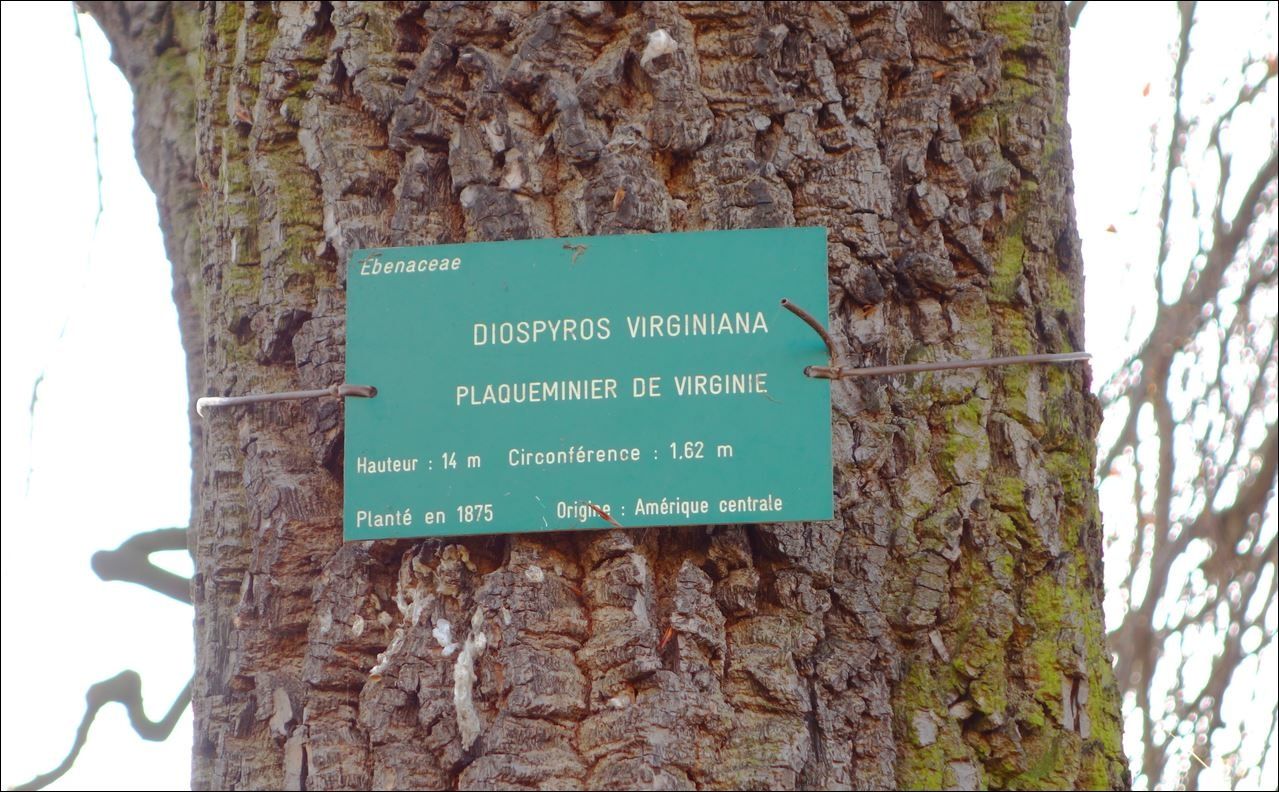 Ebenaceae
DIOSPYROS VIRGINIANA
PLAQUEMINIER DE VIRGINIE
Hauteur : 14 m Circonférence : 1.62 m
Planté en 1875 Origine : Amérique centrale